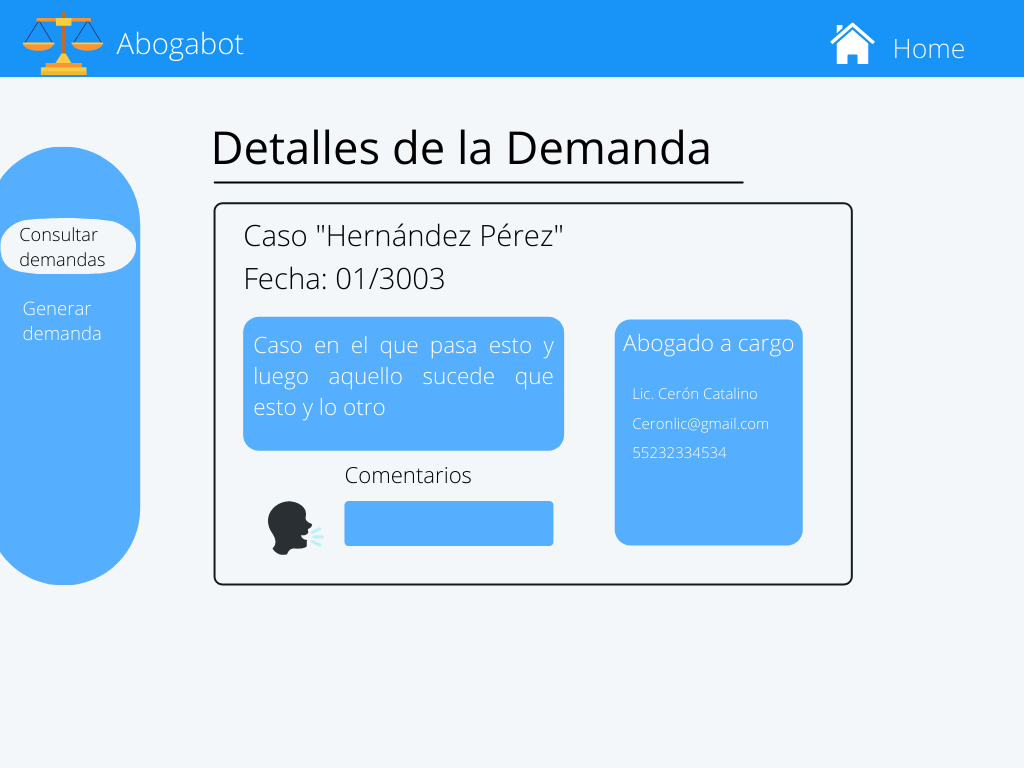 Abogabot
Home
Detalles de la Demanda
Consultar
demandas
Generar
demanda
Caso "Hernández Pérez"
Fecha: 01/3003
Caso en el que pasa esto y
luego aquello sucede que
esto y lo otro
Comentarios
Abogado a cargo
Lic. Cerón Catalino
Ceronlic@gmail.com
55232334534